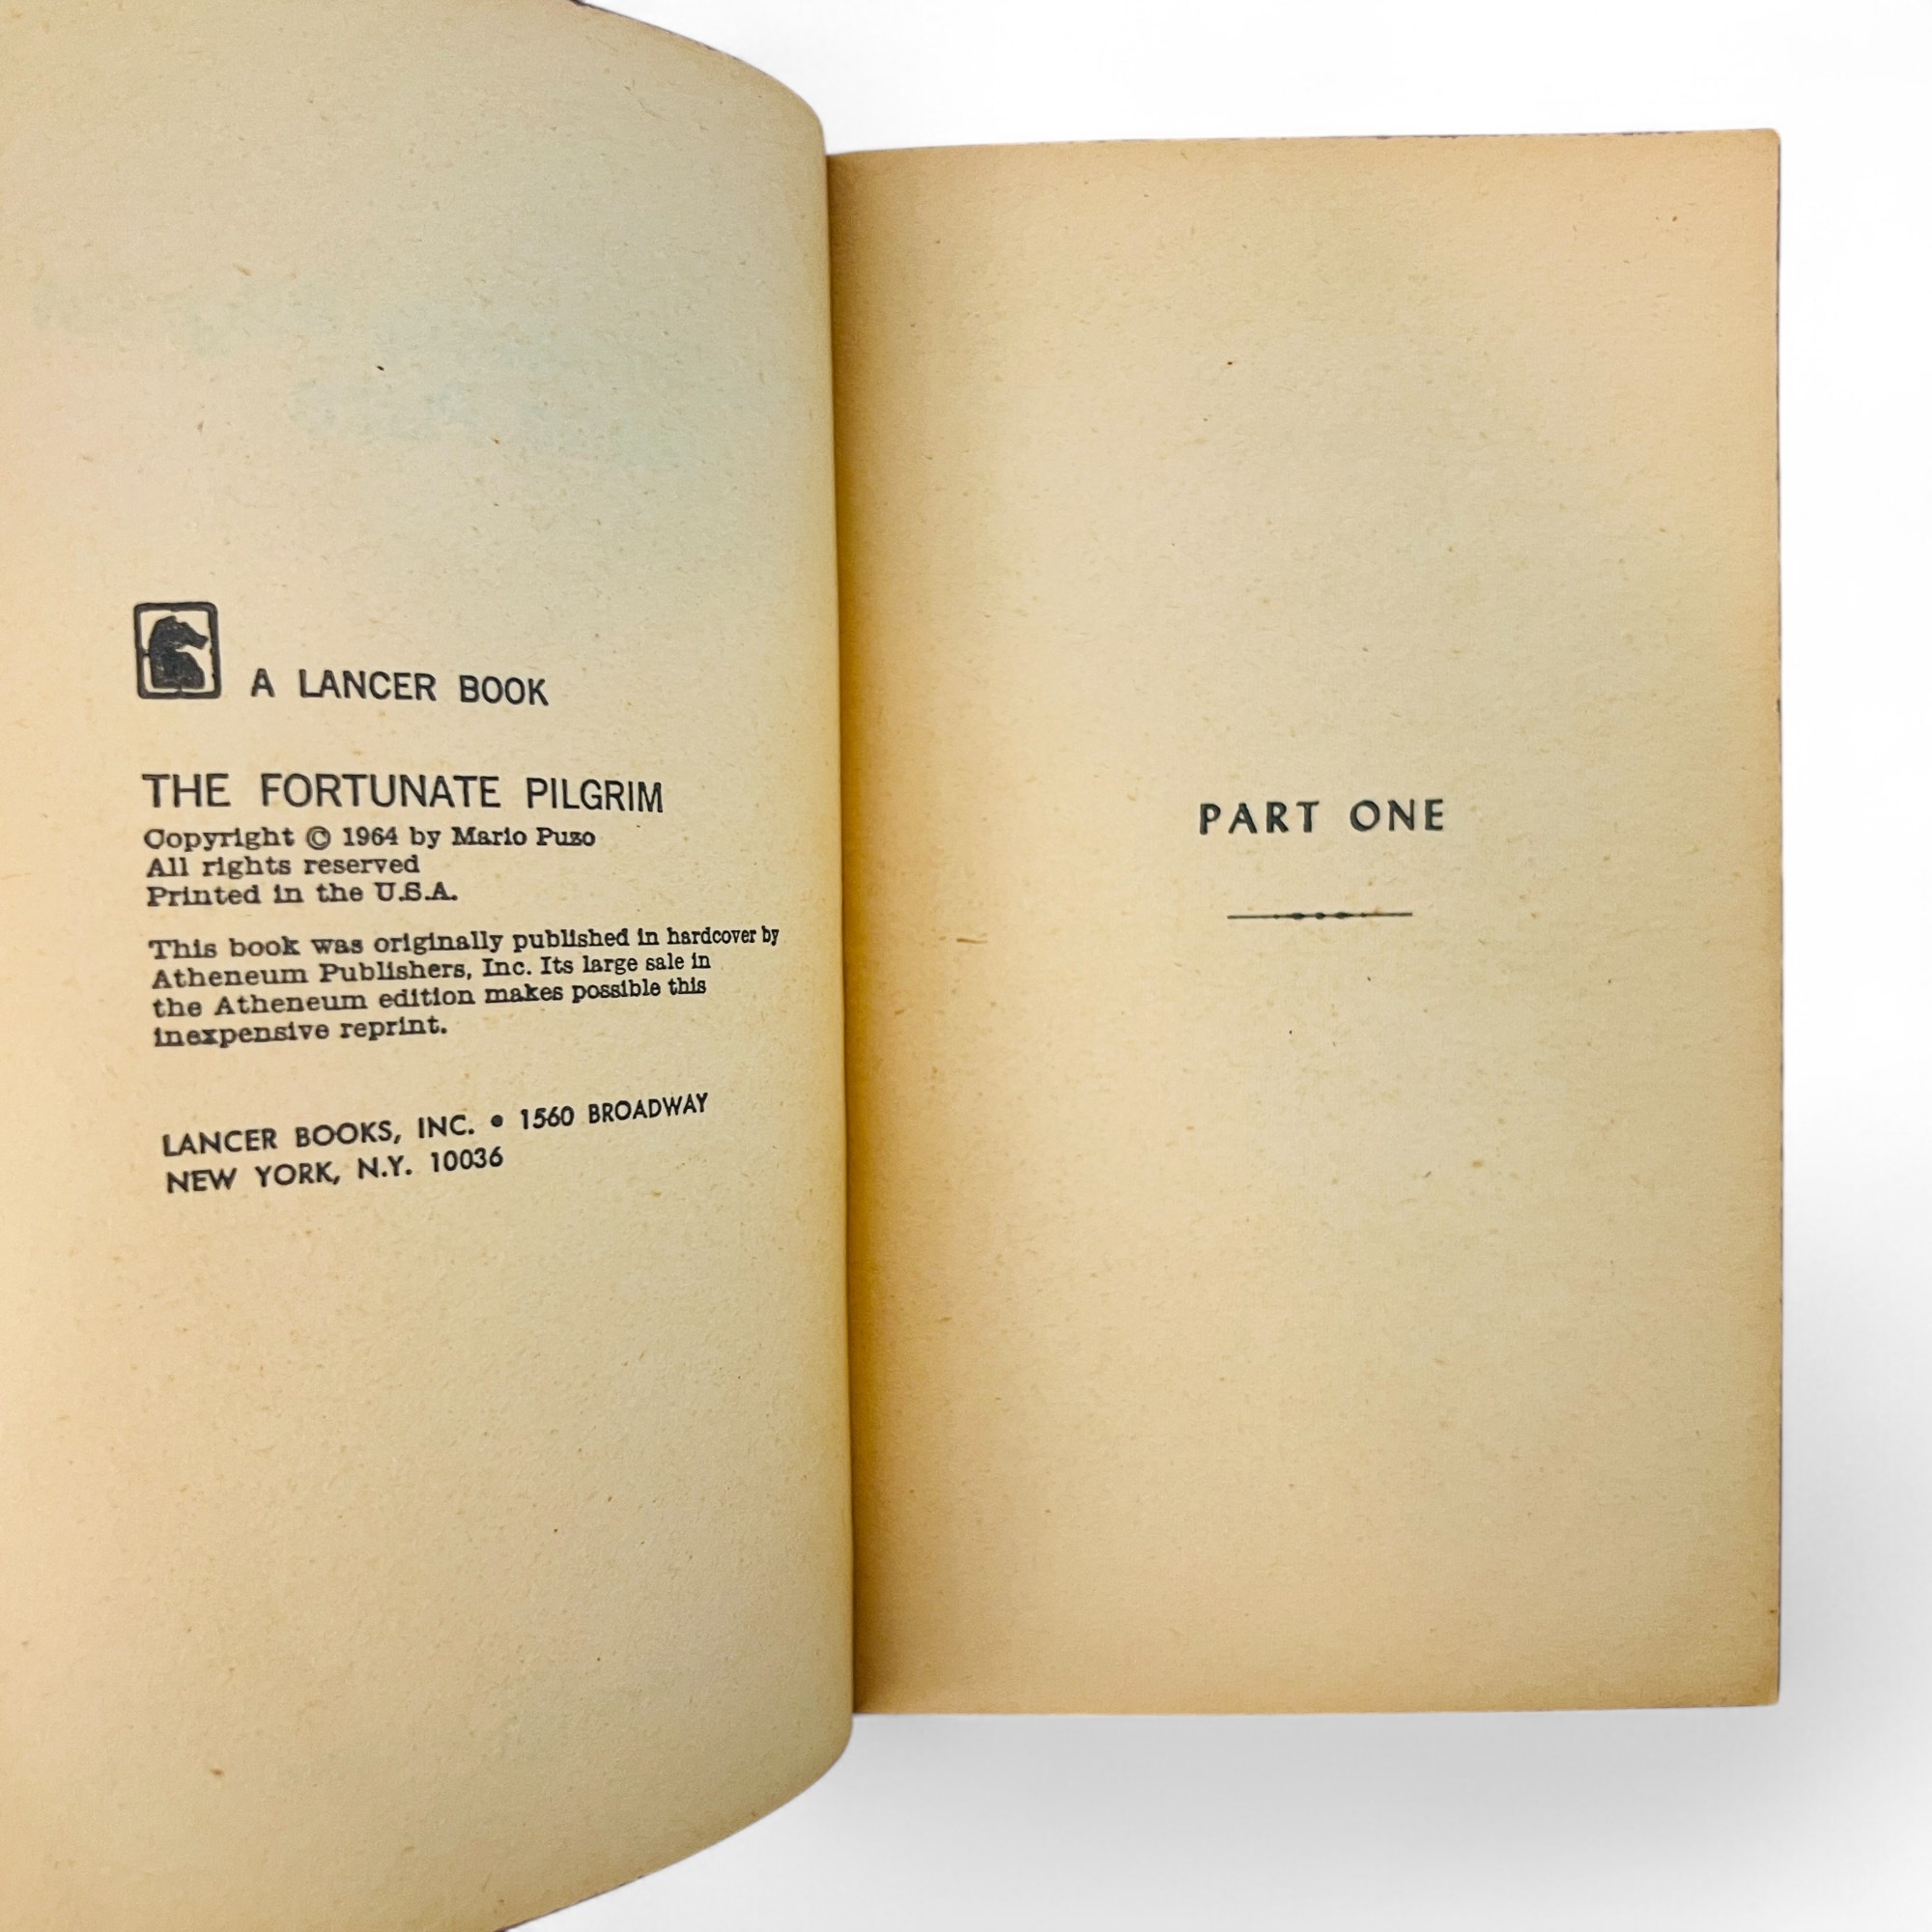 A LANCER BOOK
THE FORTUNATE PILGRIM
Copyright © 1964 by Mario Puzo
All rights reserved
Printed in the U.S.A.
This book was originally published in hardcover by
Atheneum Publishers, Inc. Its large sale in
the Atheneum edition makes possible this
inexpensive reprint.
LANCER BOOKS, INC. • 1560 BROADWAY
NEW YORK, N.Y. 10036
PART ONE